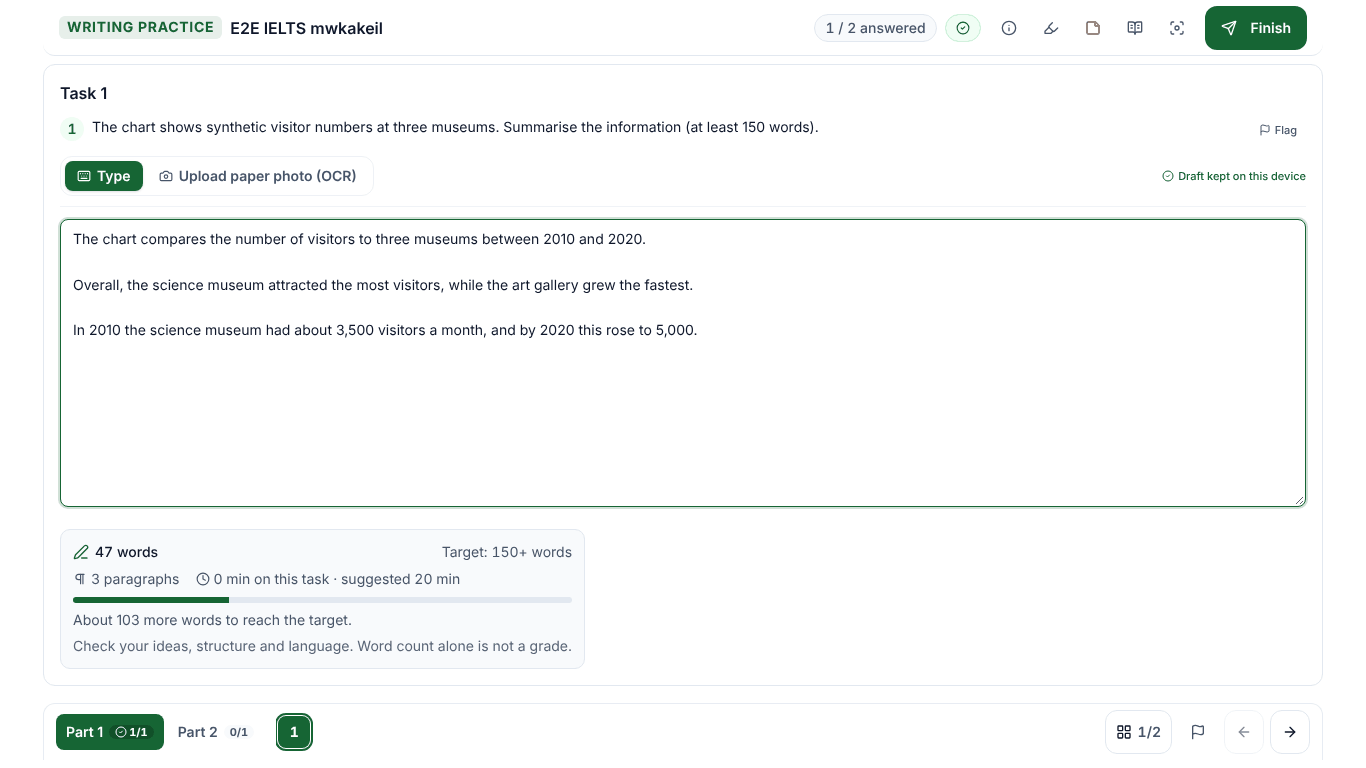 WRITING PRACTICE E2E IELTS mwkakeil 1 / 2 answered Finish
Task 1
1 The chart shows synthetic visitor numbers at three museums. Summarise the information (at least 150 words). Flag
Type Upload paper photo (OCR) Draft kept on this device
The chart compares the number of visitors to three museums between 2010 and 2020.
Overall, the science museum attracted the most visitors, while the art gallery grew the fastest.
In 2010 the science museum had about 3,500 visitors a month, and by 2020 this rose to 5,000.
47 words Target: 150+ words
3 paragraphs 0 min on this task · suggested 20 min
About 103 more words to reach the target.
Check your ideas, structure and language. Word count alone is not a grade.
Part 1 1/1 Part 2 0/1 1 1/2